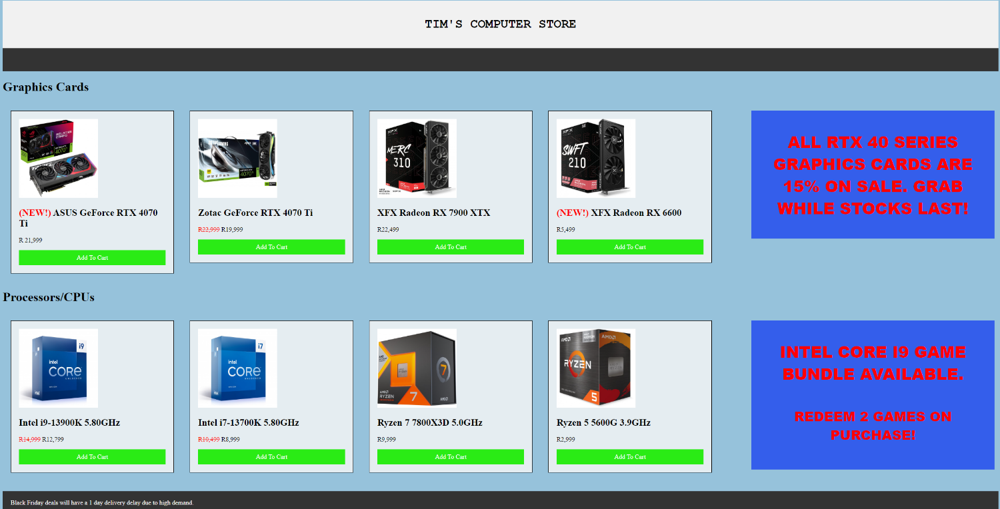 TIM'S COMPUTER STORE
Graphics Cards
MERC
310
SWFT
210
(NEW!) ASUS GeForce RTX 4070
Ti
R 21,999
Add To Cart
Zotac GeForce RTX 4070 Ti
R22,999 R19,999
Add To Cart
XFX Radeon RX 7900 XTX
R22,499
Add To Cart
(NEW!) XFX Radeon RX 6600
R5,499
Add To Cart
ALL RTX 40 SERIES
GRAPHICS CARDS ARE
15% ON SALE. GRAB
WHILE STOCKS LAST!
Processors/CPUs
i9
intel
CORE
Intel i9-13900K 5.80GHz
R14,999 R12,799
Add To Cart
i7
intel
CORE
Intel i7-13700K 5.80GHz
R10,499 R8,999
Add To Cart
7
AMD
RYZEN
7
Ryzen 7 7800X3D 5.0GHz
R9,999
Add To Cart
AMD
RYZEN
5
Ryzen 5 5600G 3.9GHz
R2,999
Add To Cart
INTEL CORE I9 GAME
BUNDLE AVAILABLE.
REDEEM 2 GAMES ON
PURCHASE!
Black Friday deals will have a 1 day delivery delay due to high demand.